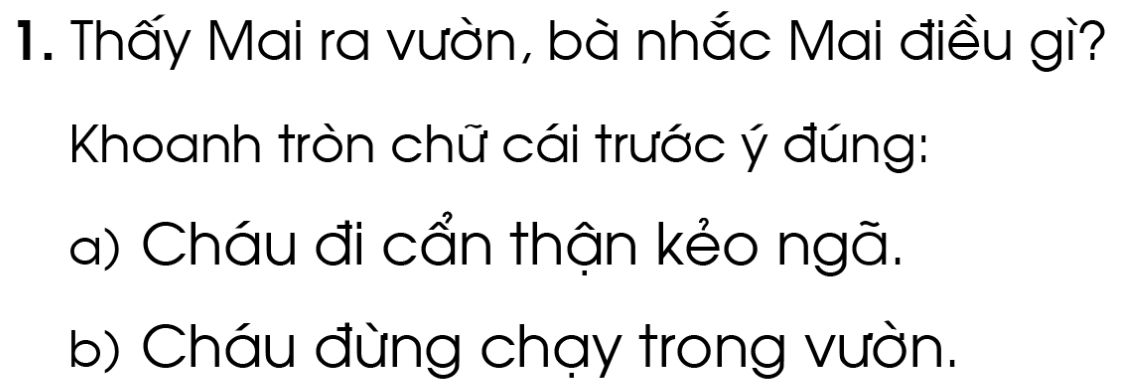 1. Thấy Mai ra vườn, bà nhắc Mai điều gì?
Khoanh tròn chữ cái trước ý đúng:
a) Cháu đi cẩn thận kẻo ngã.
b) Cháu đừng chạy trong vườn.